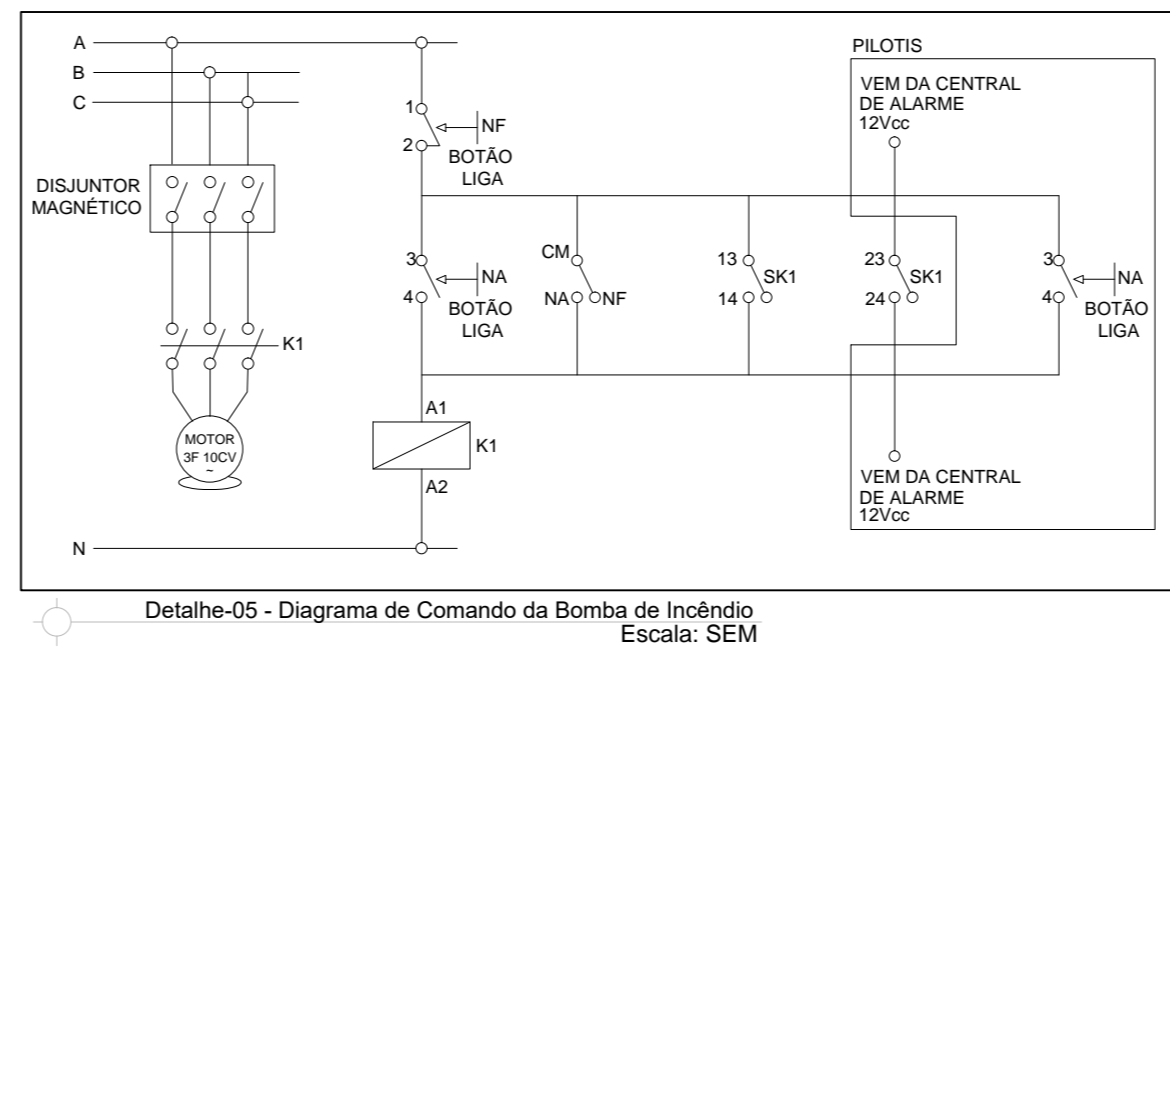 A
B
C
DISJUNTOR
MAGNÉTICO
K1
MOTOR
3F 10CV
~
N
1
2
NF
BOTÃO
LIGA
3
4
NA
BOTÃO
LIGA
CM
NA
NF
13
14
SK1
A1
K1
A2
PILOTIS
VEM DA CENTRAL
DE ALARME
12Vcc
23
24
SK1
3
4
NA
BOTÃO
LIGA
VEM DA CENTRAL
DE ALARME
12Vcc
Detalhe-05 - Diagrama de Comando da Bomba de Incêndio
Escala: SEM